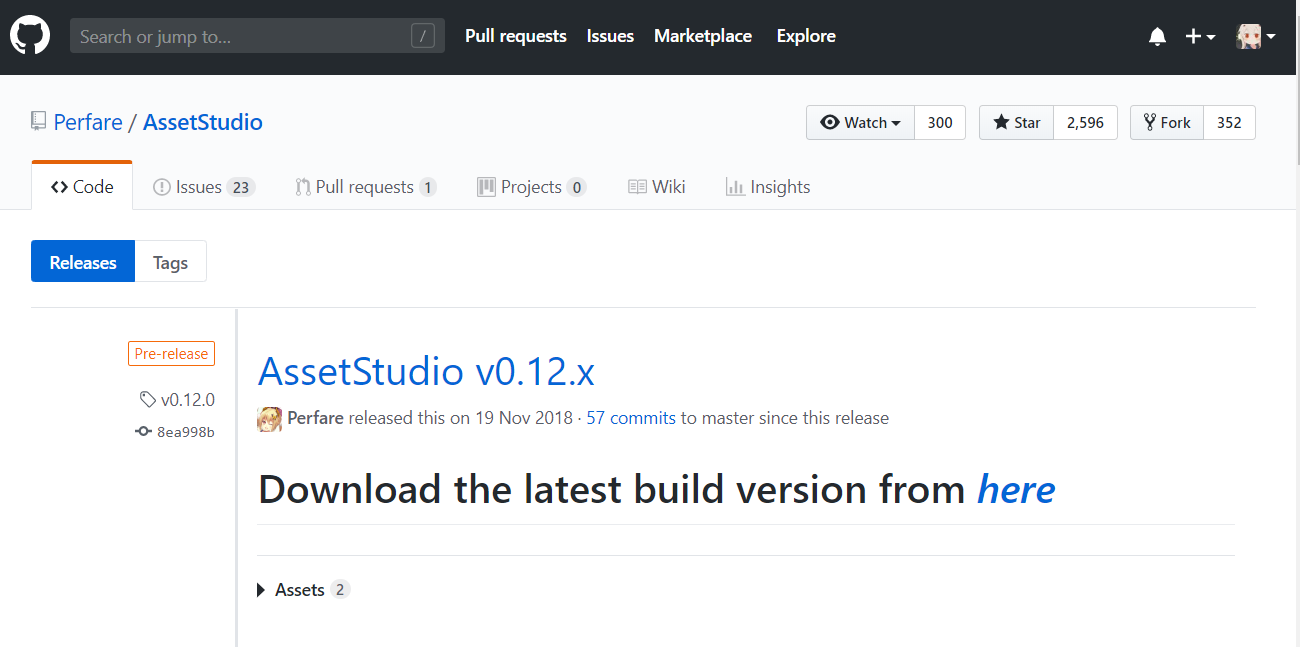 Search or jump to... /
Pull requests Issues Marketplace Explore
Perfare / AssetStudio
Watch 300 Star 2,596 Fork 352
Code Issues 23 Pull requests 1 Projects 0 Wiki Insights
Releases Tags
Pre-release
v0.12.0
8ea998b
AssetStudio v0.12.x
Perfare released this on 19 Nov 2018 · 57 commits to master since this release
Download the latest build version from here
Assets 2